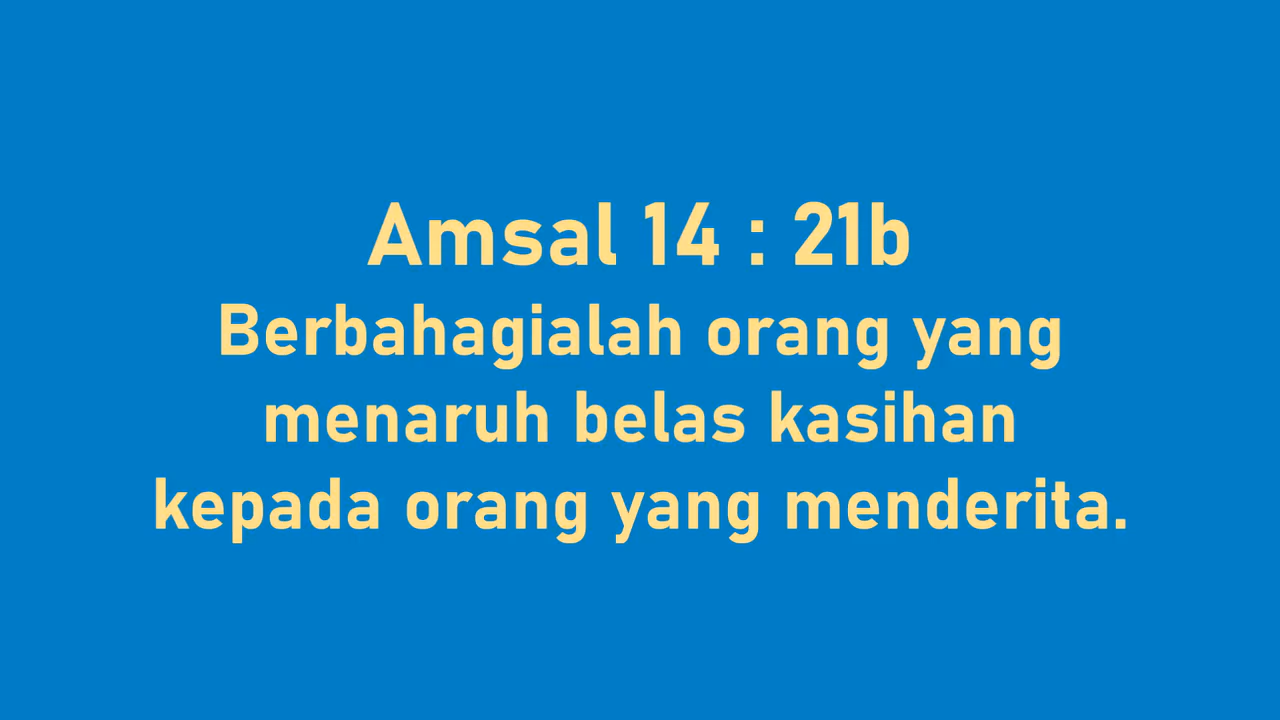 Amsal 14 : 21b
Berbahagialah orang yang
menaruh belas kasihan
kepada orang yang menderita.